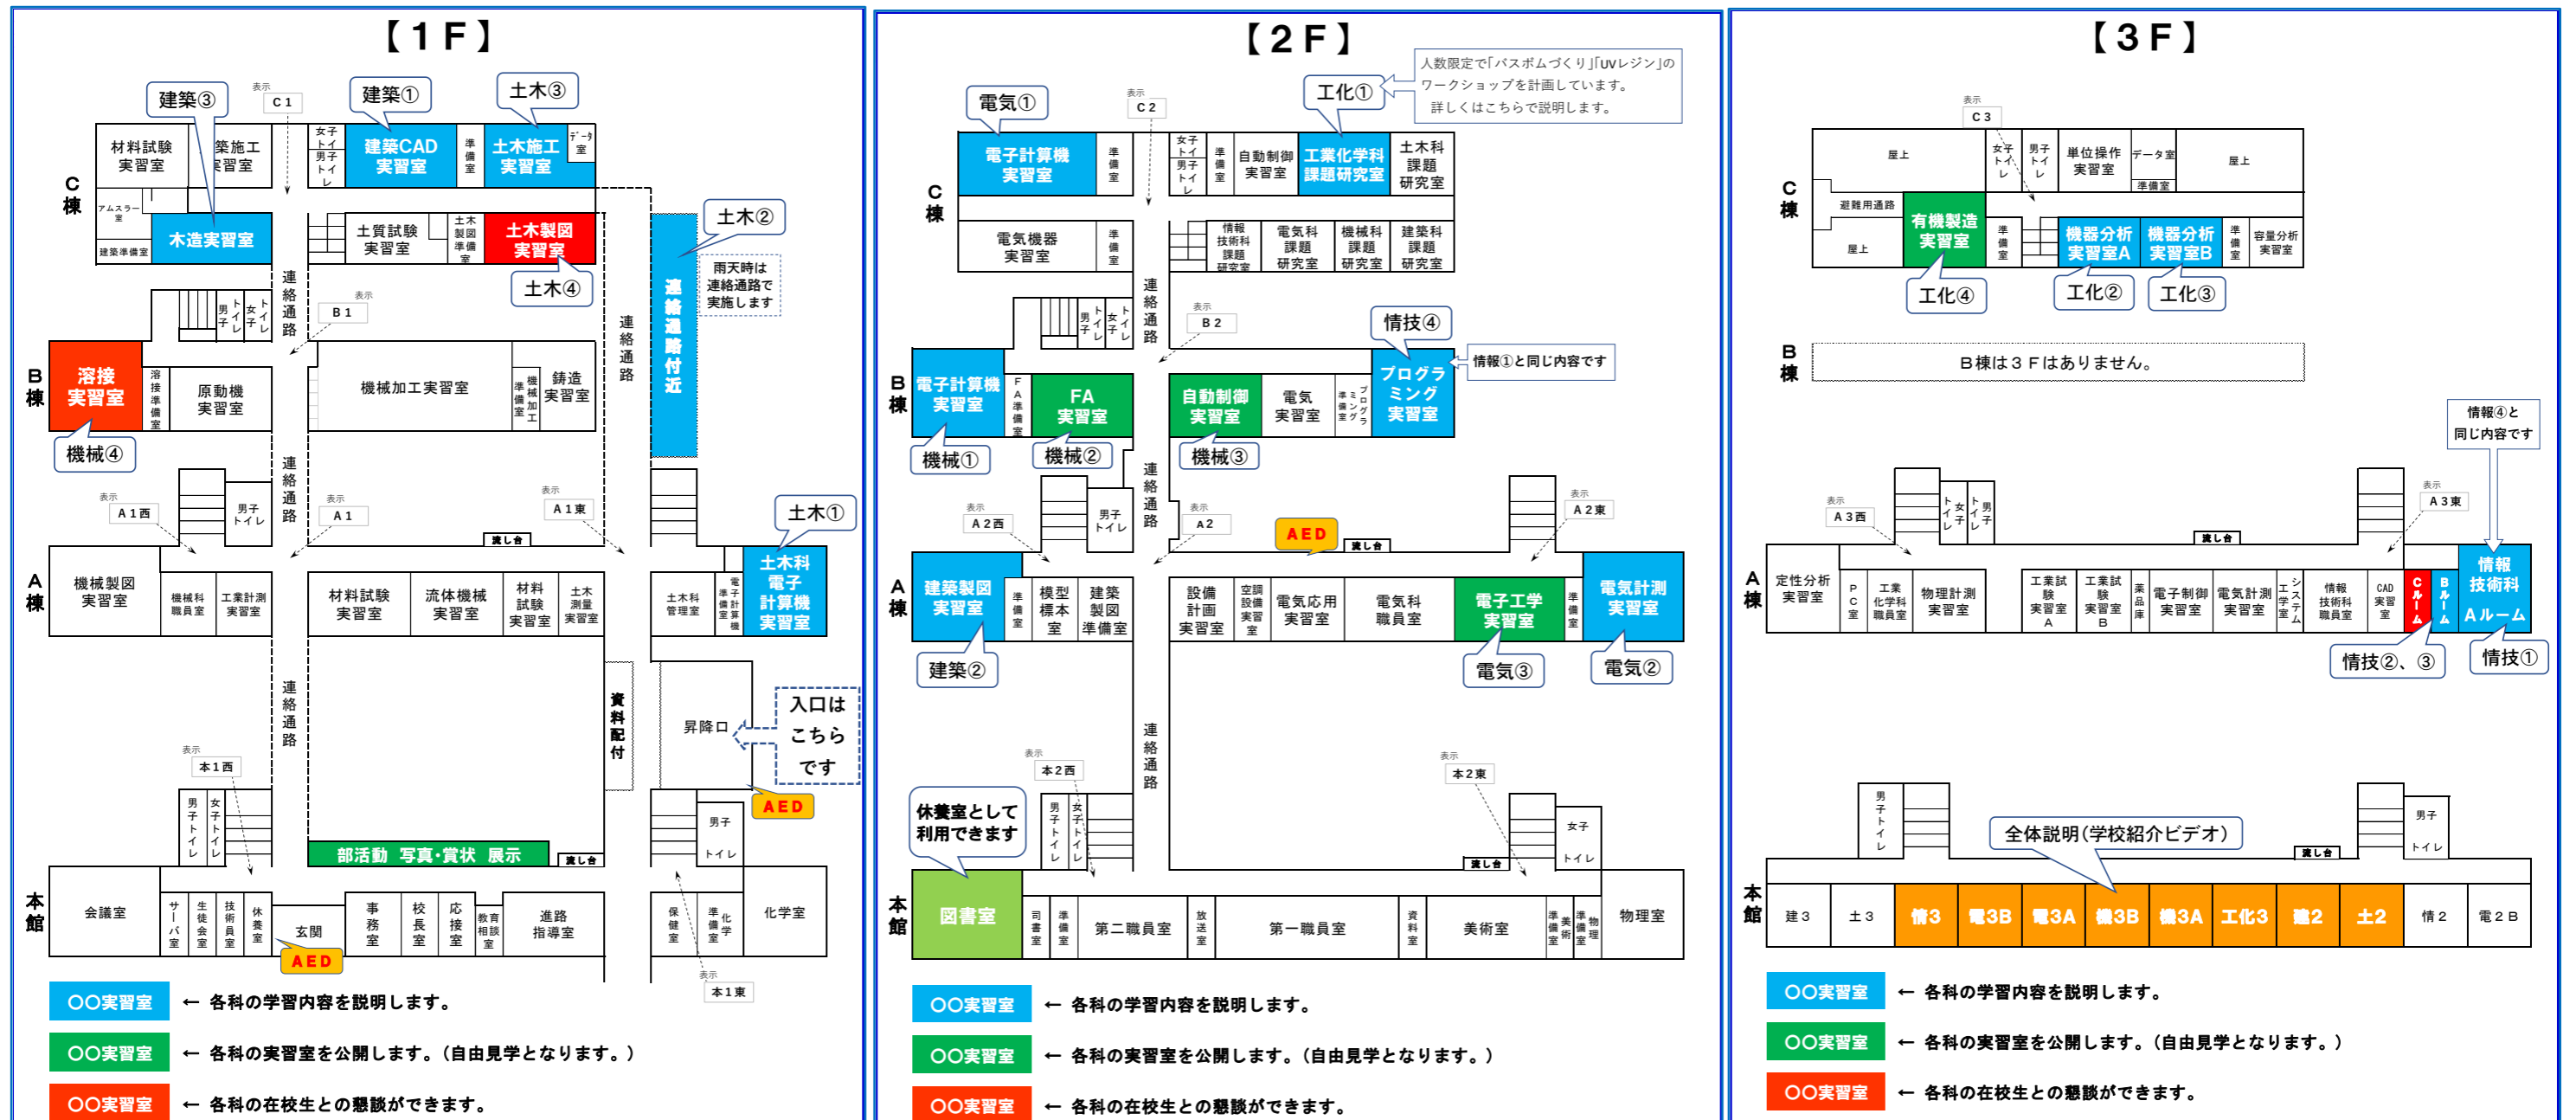 【１Ｆ】
建築③
表示
C1
建築①
土木③
C棟
材料試験実習室
築施工実習室
女子トイレ
男子トイレ
建築CAD実習室
準備室
土木施工実習室
データ室
アムスラー室
建築準備室
木造実習室
土質試験実習室
土木製図準備室
土木製図実習室
土木②
雨天時は
連絡通路で
実施します
土木④
連絡通路
連絡通路
連絡通路付近
男子トイレ
女子トイレ
表示
B1
B棟
溶接実習室
溶接準備室
原動機実習室
機械加工実習室
機械加工準備室
鋳造実習室
機械④
連絡通路
表示
A1西
男子トイレ
表示
A1
表示
A1東
土木①
流し台
A棟
機械製図実習室
機械科職員室
工業計測実習室
材料試験実習室
流体機械実習室
材料試験実習室
土木測量実習室
土木科管理室
電子計算機準備室
土木科電子計算機実習室
連絡通路
資料配付
昇降口
入口は
こちら
です
AED
表示
本1西
男子トイレ
女子トイレ
部活動 写真・賞状 展示
流し台
男子トイレ
本館
会議室
サーバ室
生徒会室
技術員室
休養室
玄関
AED
事務室
校長室
応接室
教育相談室
進路指導室
保健室
化学準備室
化学室
表示
本1東
〇〇実習室 ← 各科の学習内容を説明します。
〇〇実習室 ← 各科の実習室を公開します。（自由見学となります。）
〇〇実習室 ← 各科の在校生との懇談ができます。
【２Ｆ】
電気①
表示
C2
工化①
人数限定で「バスボムづくり」「UVレジン」の
ワークショップを計画しています。
詳しくはこちらで説明します。
C棟
電子計算機実習室
準備室
女子トイレ
男子トイレ
準備室
自動制御実習室
工業化学科課題研究室
土木科課題研究室
電気機器実習室
準備室
情報技術科課題研究室
電気科課題研究室
機械科課題研究室
建築科課題研究室
連絡通路
男子トイレ
女子トイレ
表示
B2
情技④
情報①と同じ内容です
B棟
電子計算機実習室
FA準備室
FA実習室
自動制御実習室
電気実習室
プログラミング準備室
プログラミング実習室
機械①
機械②
機械③
連絡通路
表示
A2西
男子トイレ
表示
A2
AED
流し台
表示
A2東
A棟
建築製図実習室
準備室
模型標本室
建築製図準備室
設備計画実習室
空調設備実習室
電気応用実習室
電気科職員室
電子工学実習室
準備室
電気計測実習室
建築②
電気③
電気②
連絡通路
表示
本2西
表示
本2東
休養室として
利用できます
男子トイレ
女子トイレ
流し台
女子トイレ
本館
図書室
司書室
準備室
第二職員室
放送室
第一職員室
資料室
美術室
美術準備室
物理準備室
物理室
〇〇実習室 ← 各科の学習内容を説明します。
〇〇実習室 ← 各科の実習室を公開します。（自由見学となります。）
〇〇実習室 ← 各科の在校生との懇談ができます。
【３Ｆ】
表示
C3
C棟
屋上
女子トイレ
男子トイレ
単位操作実習室
データ室
準備室
屋上
避難用通路
屋上
有機製造実習室
準備室
機器分析実習室A
機器分析実習室B
準備室
容量分析実習室
工化④
工化②
工化③
B棟
B棟は３Ｆはありません。
情報④と
同じ内容です
表示
A3西
女子トイレ
男子トイレ
流し台
表示
A3東
A棟
定性分析実習室
PC室
工業化学科職員室
物理計測実習室
工業試験実習室A
工業試験実習室B
薬品庫
電子制御実習室
電気計測実習室
システム工学室
情報技術科職員室
CAD実習室
Cルーム
Bルーム
情報技術科
Aルーム
情技②、③
情技①
男子トイレ
全体説明（学校紹介ビデオ）
流し台
男子トイレ
本館
建3
土3
情3
電3B
電3A
機3B
機3A
工化3
建2
土2
情2
電2B
〇〇実習室 ← 各科の学習内容を説明します。
〇〇実習室 ← 各科の実習室を公開します。（自由見学となります。）
〇〇実習室 ← 各科の在校生との懇談ができます。